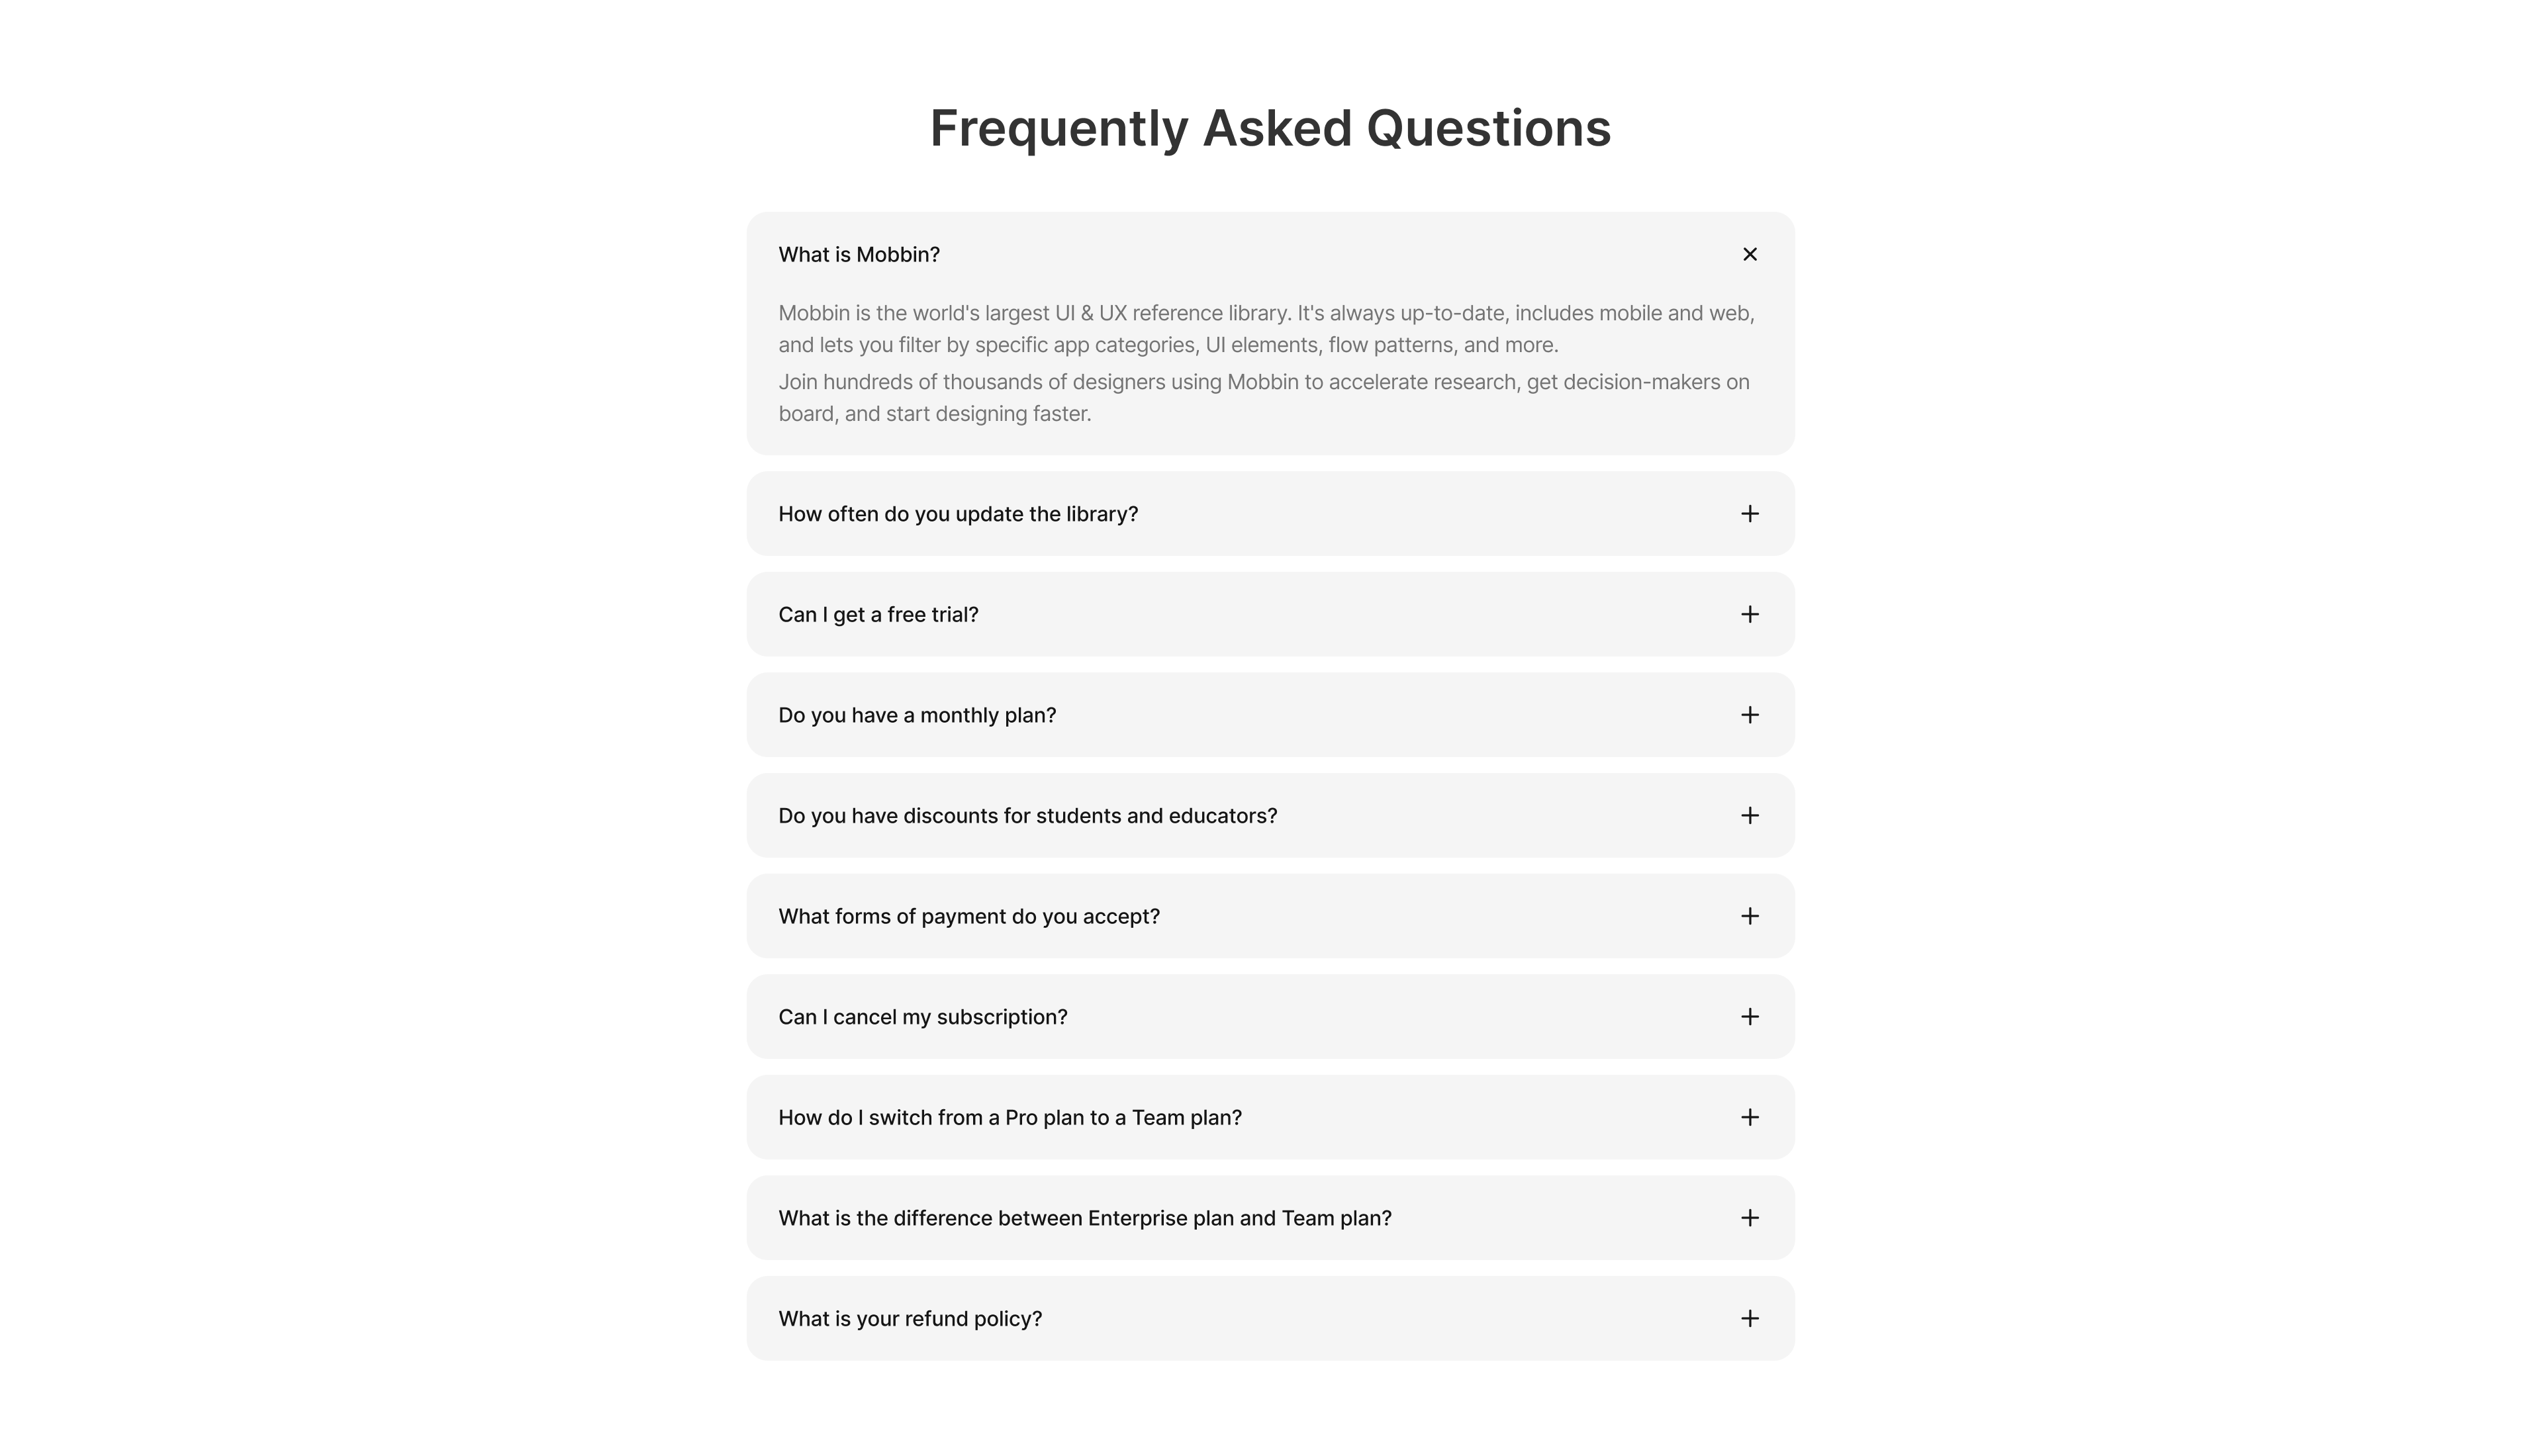 Frequently Asked Questions
What is Mobbin?
Mobbin is the world's largest UI & UX reference library. It's always up-to-date, includes mobile and web,
and lets you filter by specific app categories, UI elements, flow patterns, and more.
Join hundreds of thousands of designers using Mobbin to accelerate research, get decision-makers on
board, and start designing faster.
How often do you update the library?
Can I get a free trial?
Do you have a monthly plan?
Do you have discounts for students and educators?
What forms of payment do you accept?
Can I cancel my subscription?
How do I switch from a Pro plan to a Team plan?
What is the difference between Enterprise plan and Team plan?
What is your refund policy?